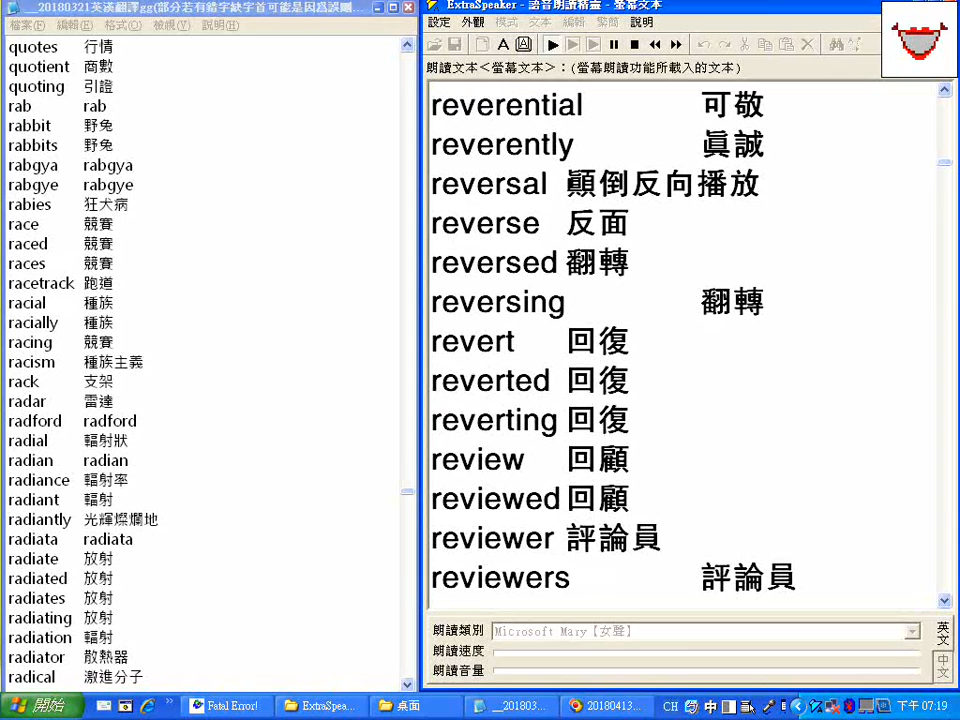 __20180321英漢翻譯gg(部分若有錯字缺字首可能是因為誤刪
檔案(F) 編輯(E) 格式(O) 檢視(V) 說明(H)
quotes 行情
quotient 商數
quoting 引證
rab rab
rabbit 野兔
rabbits 野兔
rabgya rabgya
rabgye rabgye
rabies 狂犬病
race 競賽
raced 競賽
races 競賽
racetrack 跑道
racial 種族
racially 種族
racing 競賽
racism 種族主義
rack 支架
radar 雷達
radford radford
radial 輻射狀
radian radian
radiance 輻射率
radiant 輻射
radiantly 光輝燦爛地
radiata radiata
radiate 放射
radiated 放射
radiates 放射
radiating 放射
radiation 輻射
radiator 散熱器
radical 激進分子
ExtraSpeaker - 語音朗讀精靈 - 螢幕文本
設定 外觀 模式 文本 編輯 繁簡 說明
朗讀文本<螢幕文本>：(螢幕朗讀功能所載入的文本)
reverential 可敬
reverently 眞誠
reversal 顚倒反向播放
reverse 反面
reversed 翻轉
reversing 翻轉
revert 回復
reverted 回復
reverting 回復
review 回顧
reviewed 回顧
reviewer 評論員
reviewers 評論員
朗讀類別 Microsoft Mary【女聲】
朗讀速度
朗讀音量
英文
中文
開始 Fatal Error! ExtraSpea... 桌面 __201803... 20180413... CH 中 下午 07:19